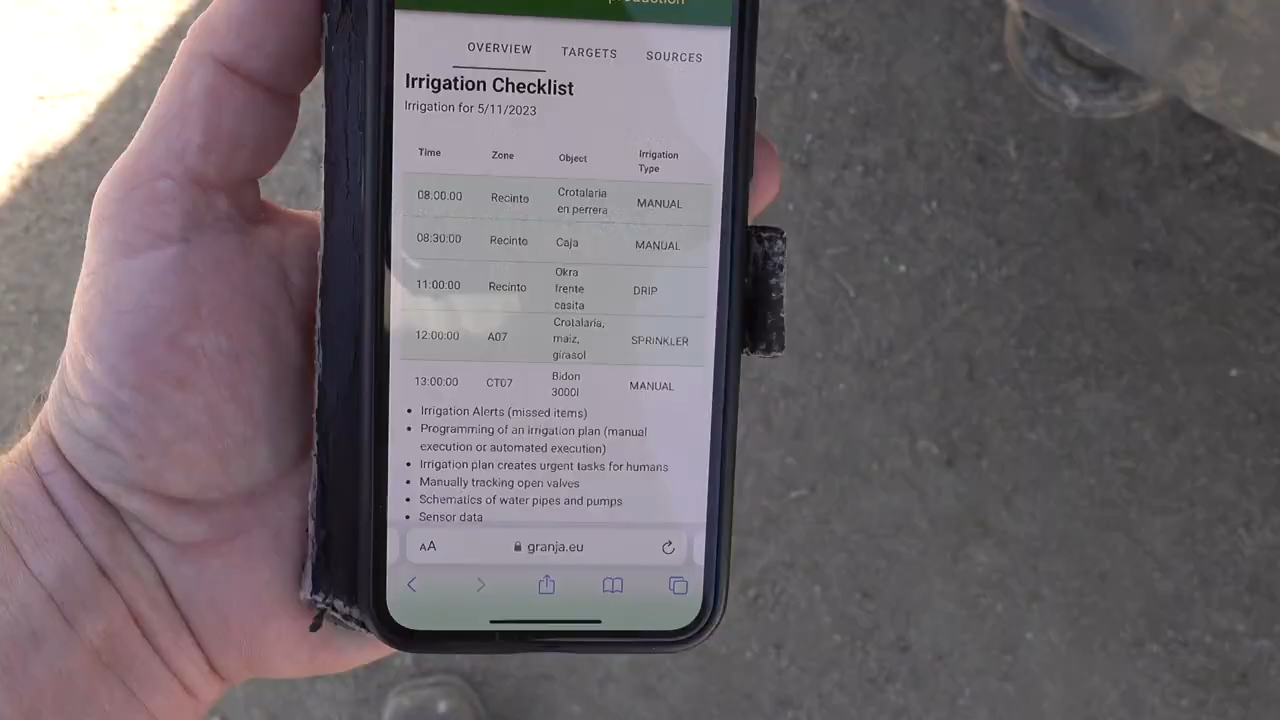 production
OVERVIEW TARGETS SOURCES
Irrigation Checklist
Irrigation for 5/11/2023
Time Zone Object Irrigation
Type
08:00:00 Recinto Crotalaria
en perrera MANUAL
08:30:00 Recinto Caja MANUAL
11:00:00 Recinto Okra
frente
casita DRIP
12:00:00 A07 Crotalaria,
maiz,
girasol SPRINKLER
13:00:00 CT07 Bidon
3000l MANUAL
• Irrigation Alerts (missed items)
• Programming of an irrigation plan (manual
execution or automated execution)
• Irrigation plan creates urgent tasks for humans
• Manually tracking open valves
• Schematics of water pipes and pumps
• Sensor data
AA granja.eu